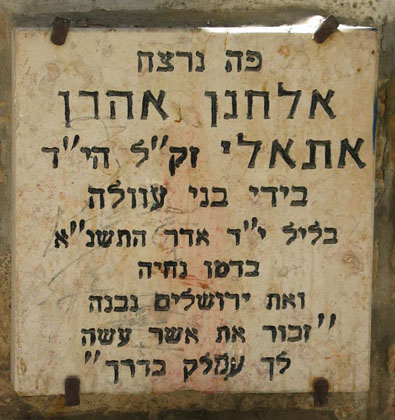 פה נרצח
אלחנן אהרן
אתאלי זק"ל הי"ד
בידי בני עוולה
בליל י"ד אדר התשנ"א
בדמו נחיה
ואת ירושלים נבנה
"זכור את אשר עשה
לך עמלק בדרך"